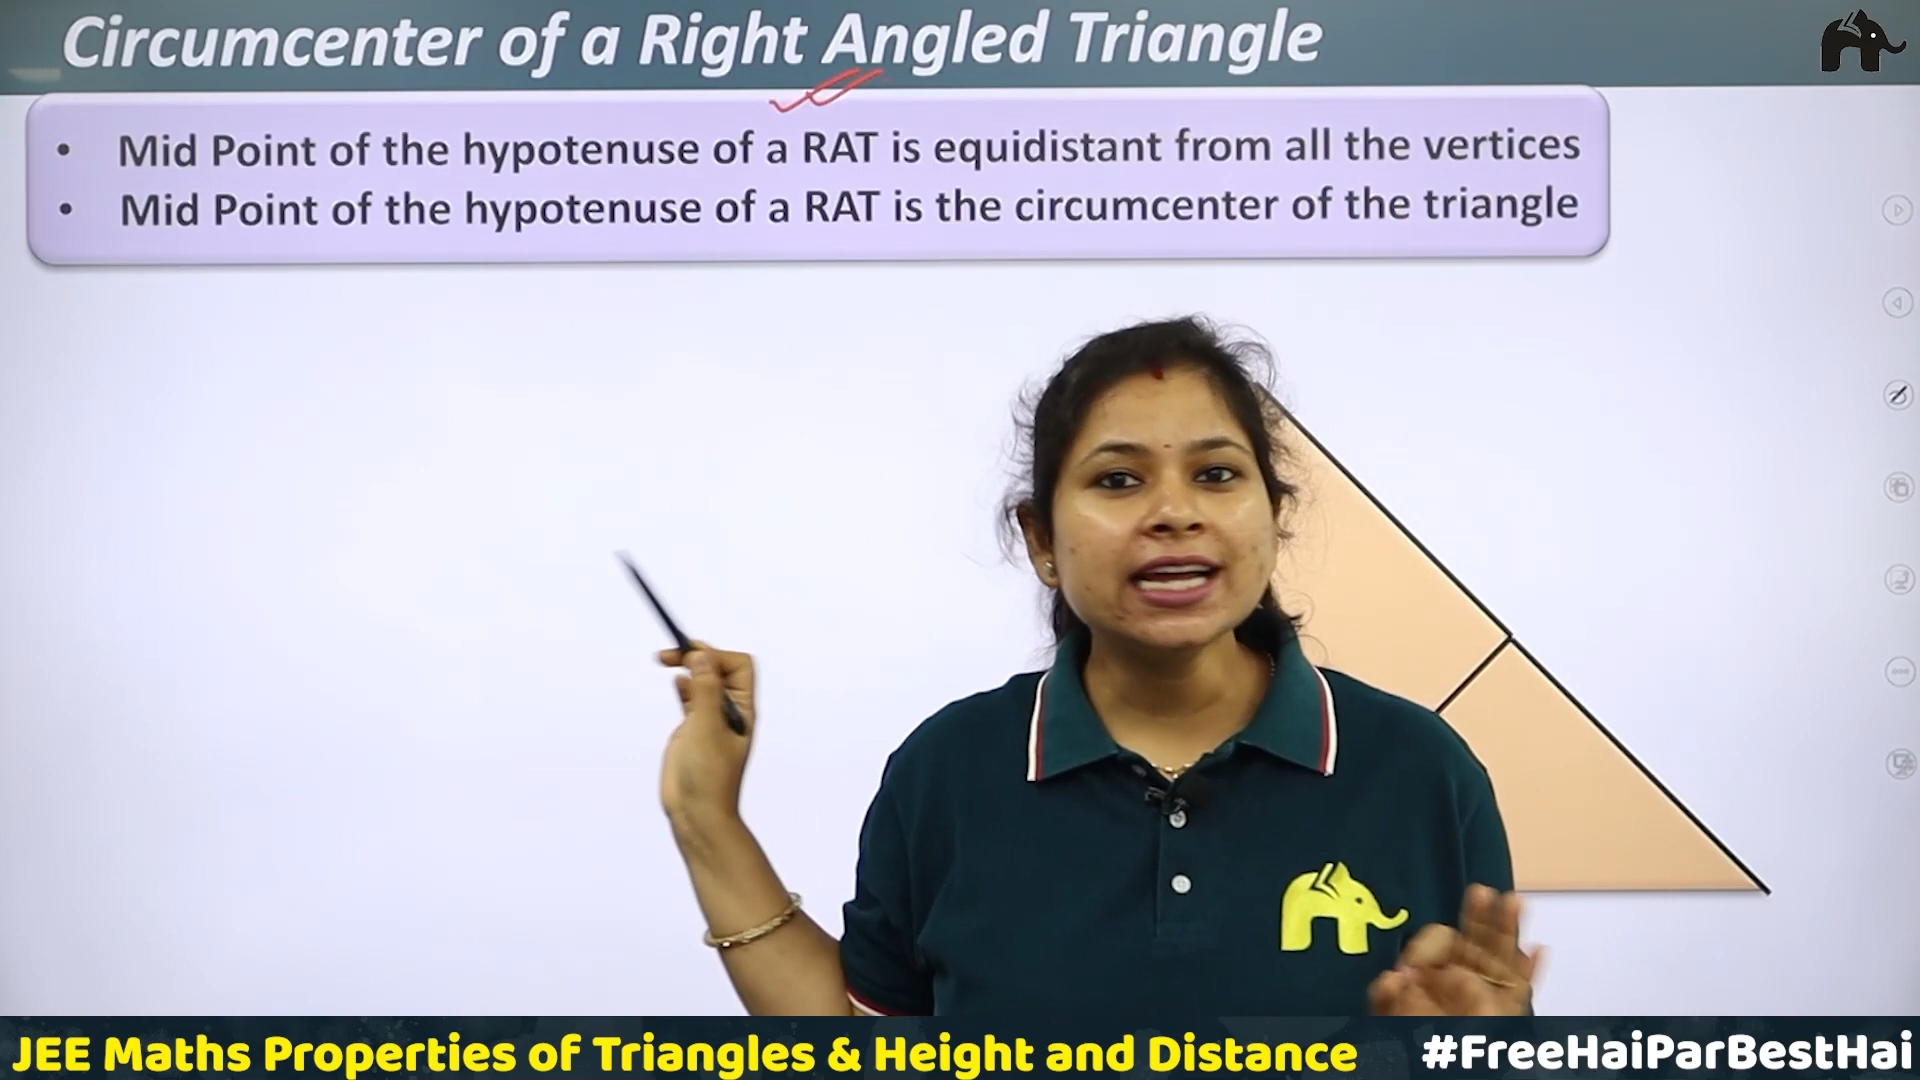 Circumcenter of a Right Angled Triangle
• Mid Point of the hypotenuse of a RAT is equidistant from all the vertices
• Mid Point of the hypotenuse of a RAT is the circumcenter of the triangle
JEE Maths Properties of Triangles & Height and Distance
#FreeHaiParBestHai